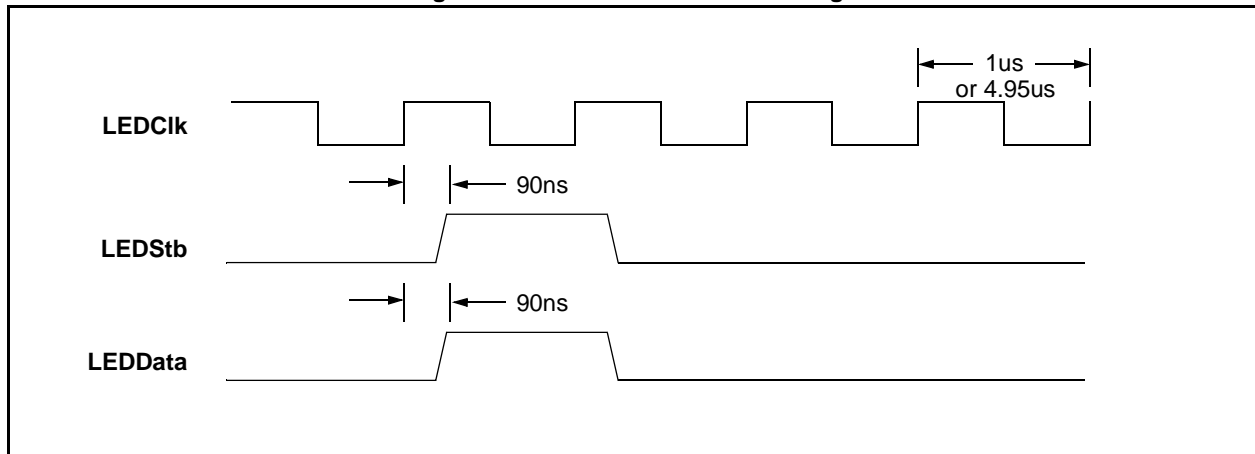 1us
or 4.95us
LEDClk
90ns
LEDStb
90ns
LEDData